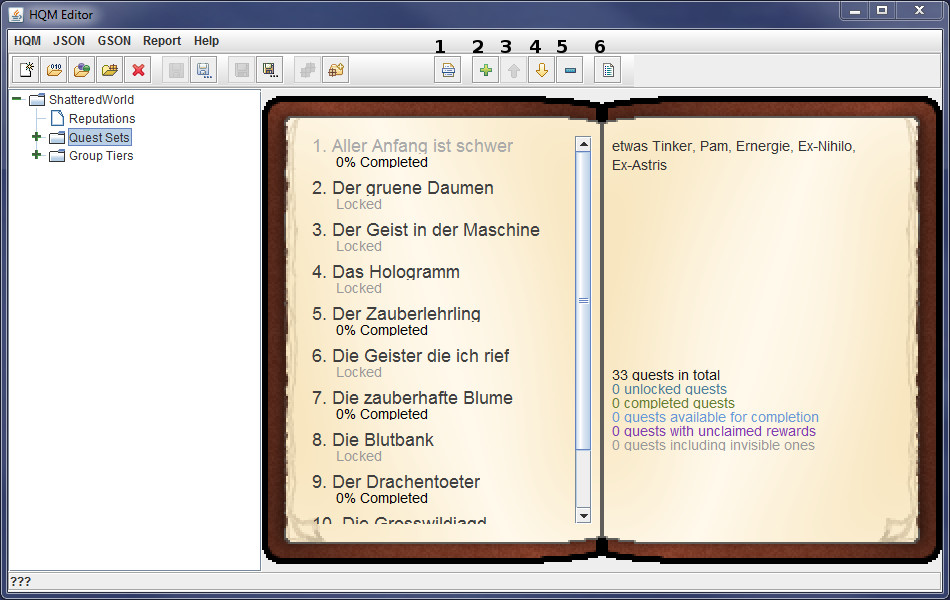 HQM Editor
HQM JSON GSON Report Help
1 2 3 4 5 6
010
ShatteredWorld
Reputations
Quest Sets
Group Tiers
1. Aller Anfang ist schwer
0% Completed
2. Der gruene Daumen
Locked
3. Der Geist in der Maschine
Locked
4. Das Hologramm
Locked
5. Der Zauberlehrling
0% Completed
6. Die Geister die ich rief
Locked
7. Die zauberhafte Blume
0% Completed
8. Die Blutbank
Locked
9. Der Drachentoeter
0% Completed
10. Die Grosswildjagd
etwas Tinker, Pam, Ernergie, Ex-Nihilo,
Ex-Astris
33 quests in total
0 unlocked quests
0 completed quests
0 quests available for completion
0 quests with unclaimed rewards
0 quests including invisible ones
???